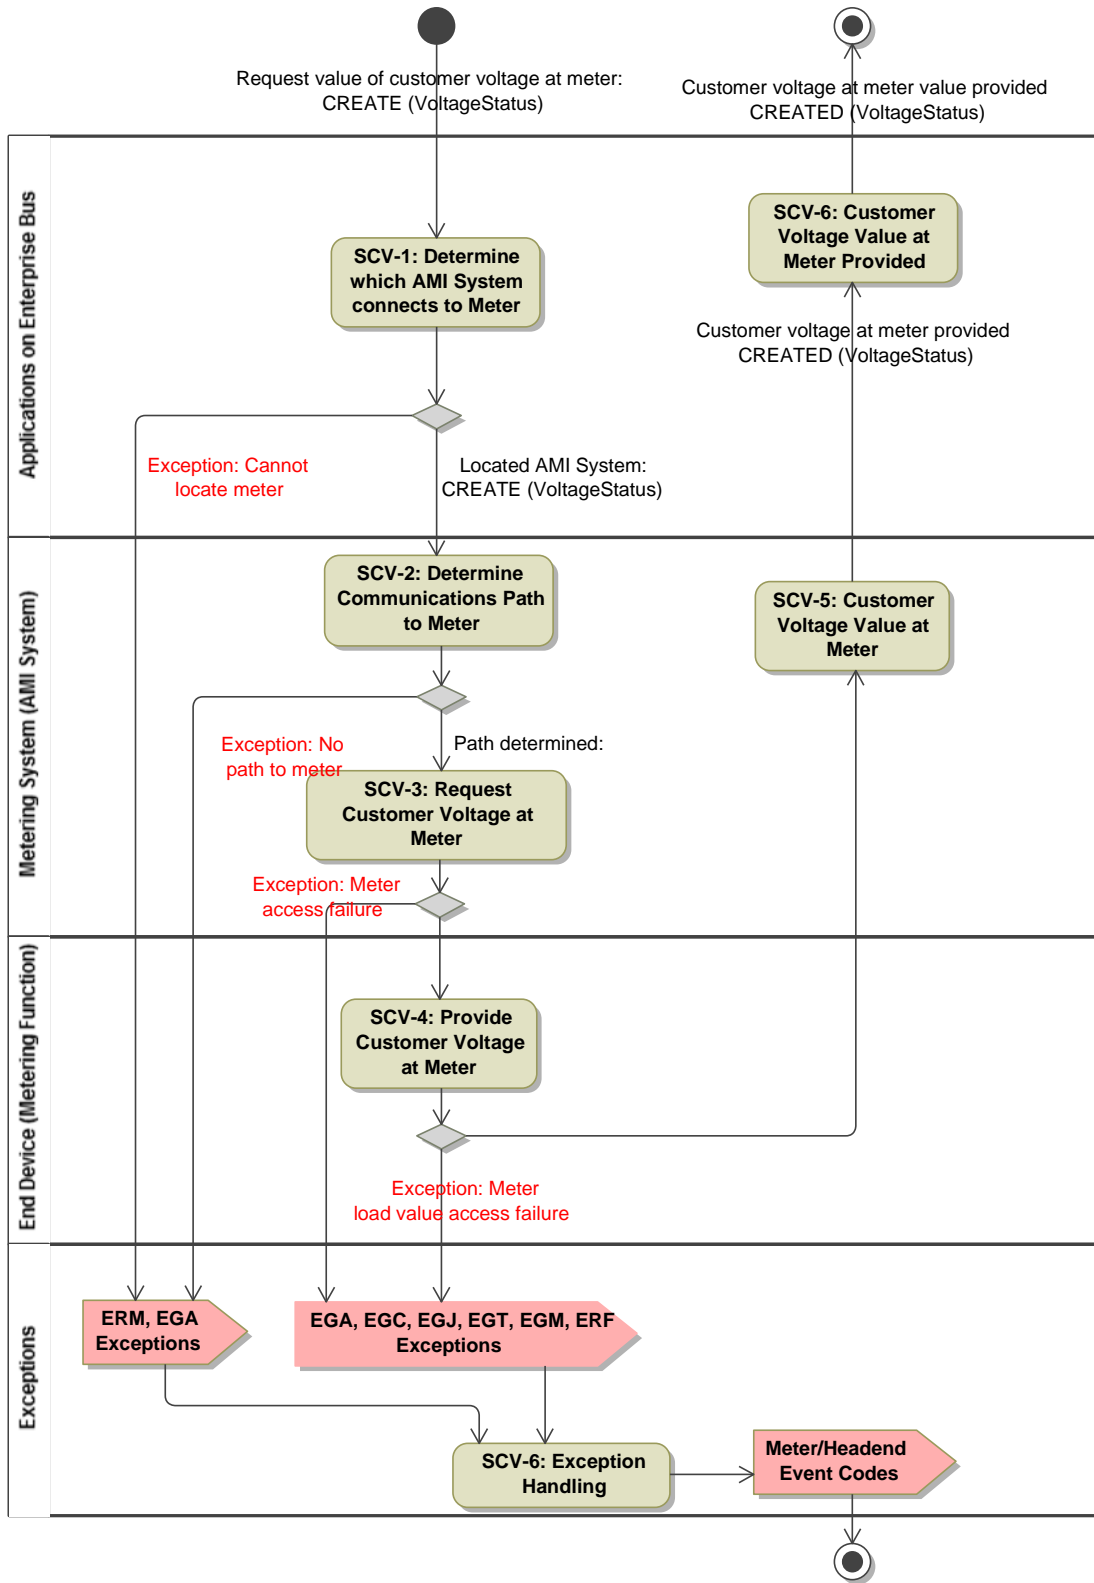 Request value of customer voltage at meter:
CREATE (VoltageStatus)
Customer voltage at meter value provided
CREATED (VoltageStatus)
Applications on Enterprise Bus
SCV-1: Determine
which AMI System
connects to Meter
SCV-6: Customer
Voltage Value at
Meter Provided
Customer voltage at meter provided
CREATED (VoltageStatus)
Exception: Cannot
locate meter
Located AMI System:
CREATE (VoltageStatus)
Metering System (AMI System)
SCV-2: Determine
Communications Path
to Meter
SCV-5: Customer
Voltage Value at
Meter
Exception: No
path to meter
Path determined:
SCV-3: Request
Customer Voltage at
Meter
Exception: Meter
access failure
End Device (Metering Function)
SCV-4: Provide
Customer Voltage
at Meter
Exception: Meter
load value access failure
Exceptions
ERM, EGA
Exceptions
EGA, EGC, EGJ, EGT, EGM, ERF
Exceptions
SCV-6: Exception
Handling
Meter/Headend
Event Codes